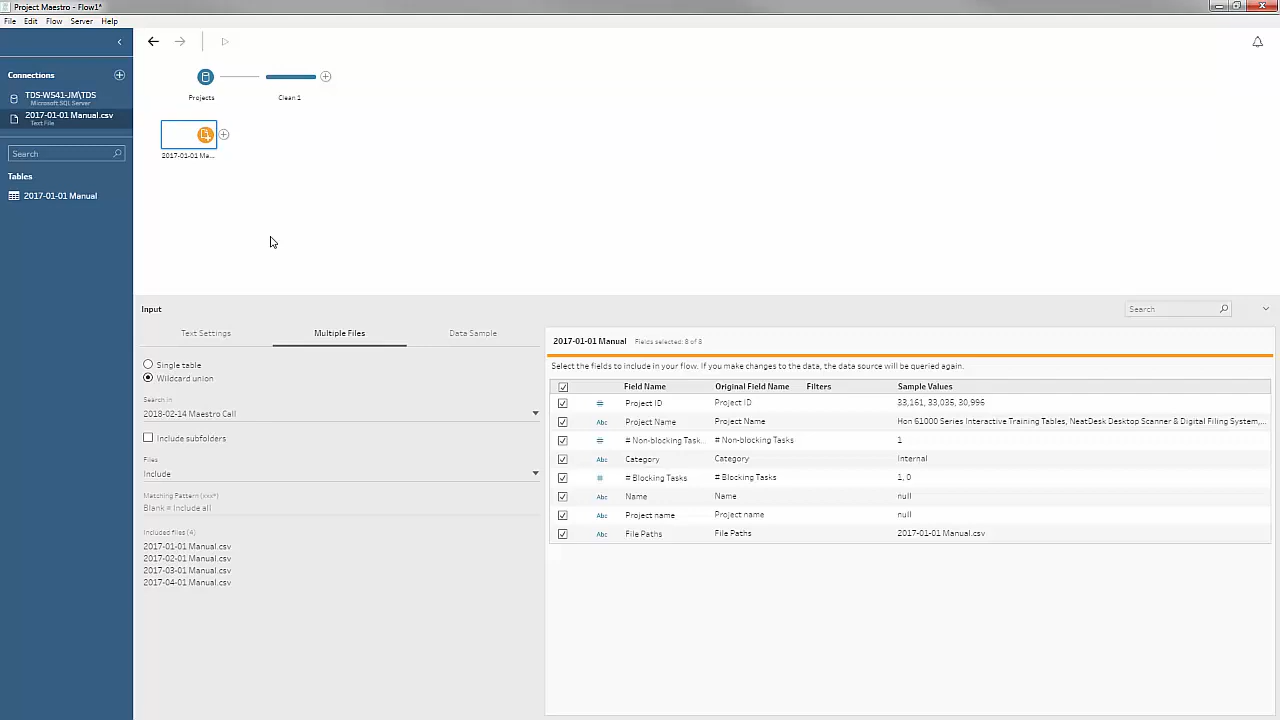 Project Maestro - Flow1*
File Edit Flow Server Help
Connections
TDS-W541-JM\TDS
Microsoft SQL Server
2017-01-01 Manual.csv
Text File
Search
Tables
2017-01-01 Manual
Projects
Clean 1
2017-01-01 Ma...
Input
Search
Text Settings
Multiple Files
Data Sample
Single table
Wildcard union
Search in
2018-02-14 Maestro Call
Include subfolders
Files
Include
Matching Pattern (xxx*)
Blank = Include all
Included files (4)
2017-01-01 Manual.csv
2017-02-01 Manual.csv
2017-03-01 Manual.csv
2017-04-01 Manual.csv
2017-01-01 Manual Fields selected: 8 of 8
Select the fields to include in your flow. If you make changes to the data, the data source will be queried again.
Field Name Original Field Name Filters Sample Values
Project ID Project ID 33,161, 33,035, 30,996
Abc Project Name Project Name Hon 61000 Series Interactive Training Tables, NeatDesk Desktop Scanner & Digital Filing System,...
# Non-blocking Task... # Non-blocking Tasks 1
Abc Category Category Internal
# Blocking Tasks # Blocking Tasks 1, 0
Abc Name Name null
Abc Project name Project name null
Abc File Paths File Paths 2017-01-01 Manual.csv